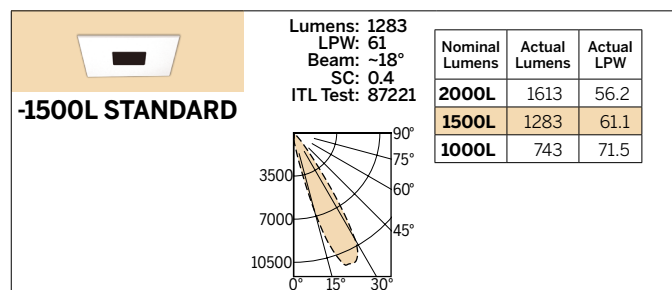 -1500L STANDARD
Lumens: 1283
LPW: 61
Beam: ~18°
SC: 0.4
ITL Test: 87221
90°
75°
60°
45°
3500
7000
10500
0° 15° 30°
Nominal Lumens Actual Lumens Actual LPW
2000L 1613 56.2
1500L 1283 61.1
1000L 743 71.5